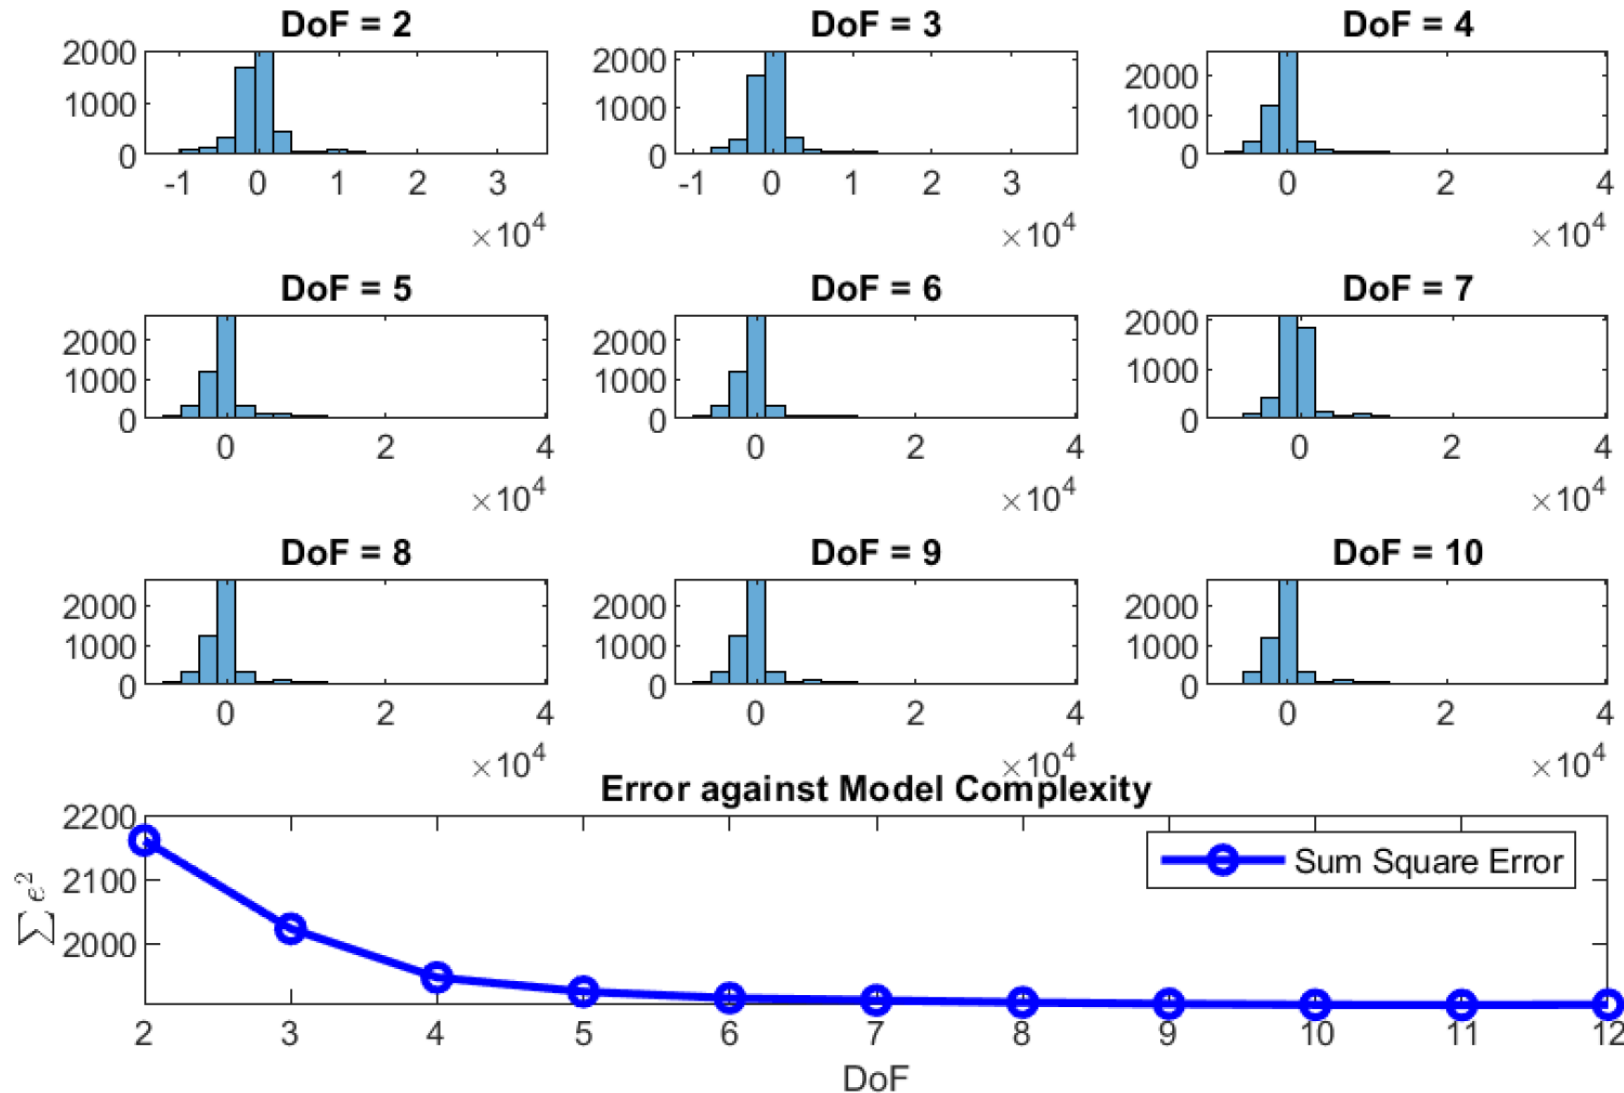 DoF = 2
DoF = 3
DoF = 4
2000
1000
0
-1 0 1 2 3
×10^4
2000
1000
0
-1 0 1 2 3
×10^4
2000
1000
0
0 2 4
×10^4
DoF = 5
DoF = 6
DoF = 7
2000
1000
0
0 2 4
×10^4
2000
1000
0
0 2 4
×10^4
2000
1000
0
0 2 4
×10^4
DoF = 8
DoF = 9
DoF = 10
2000
1000
0
0 2 4
×10^4
2000
1000
0
0 2 4
×10^4
2000
1000
0
0 2 4
×10^4
Error against Model Complexity
2200
2100
2000
∑ e^2
Sum Square Error
2 3 4 5 6 7 8 9 10 11 12
DoF